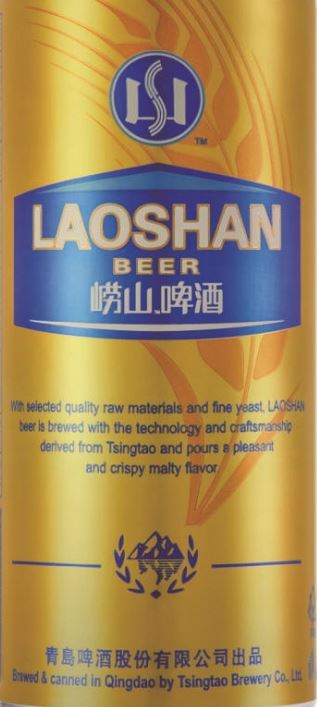 LSJ
TM
LAOSHAN
BEER
崂山啤酒
With selected quality raw materials and fine yeast, LAOSHAN
beer is brewed with the technology and craftsmanship
derived from Tsingtao and pours a pleasant
and crispy malty flavor.
青島啤酒股份有限公司出品
Brewed & canned in Qingdao by Tsingtao Brewery Co., Ltd.